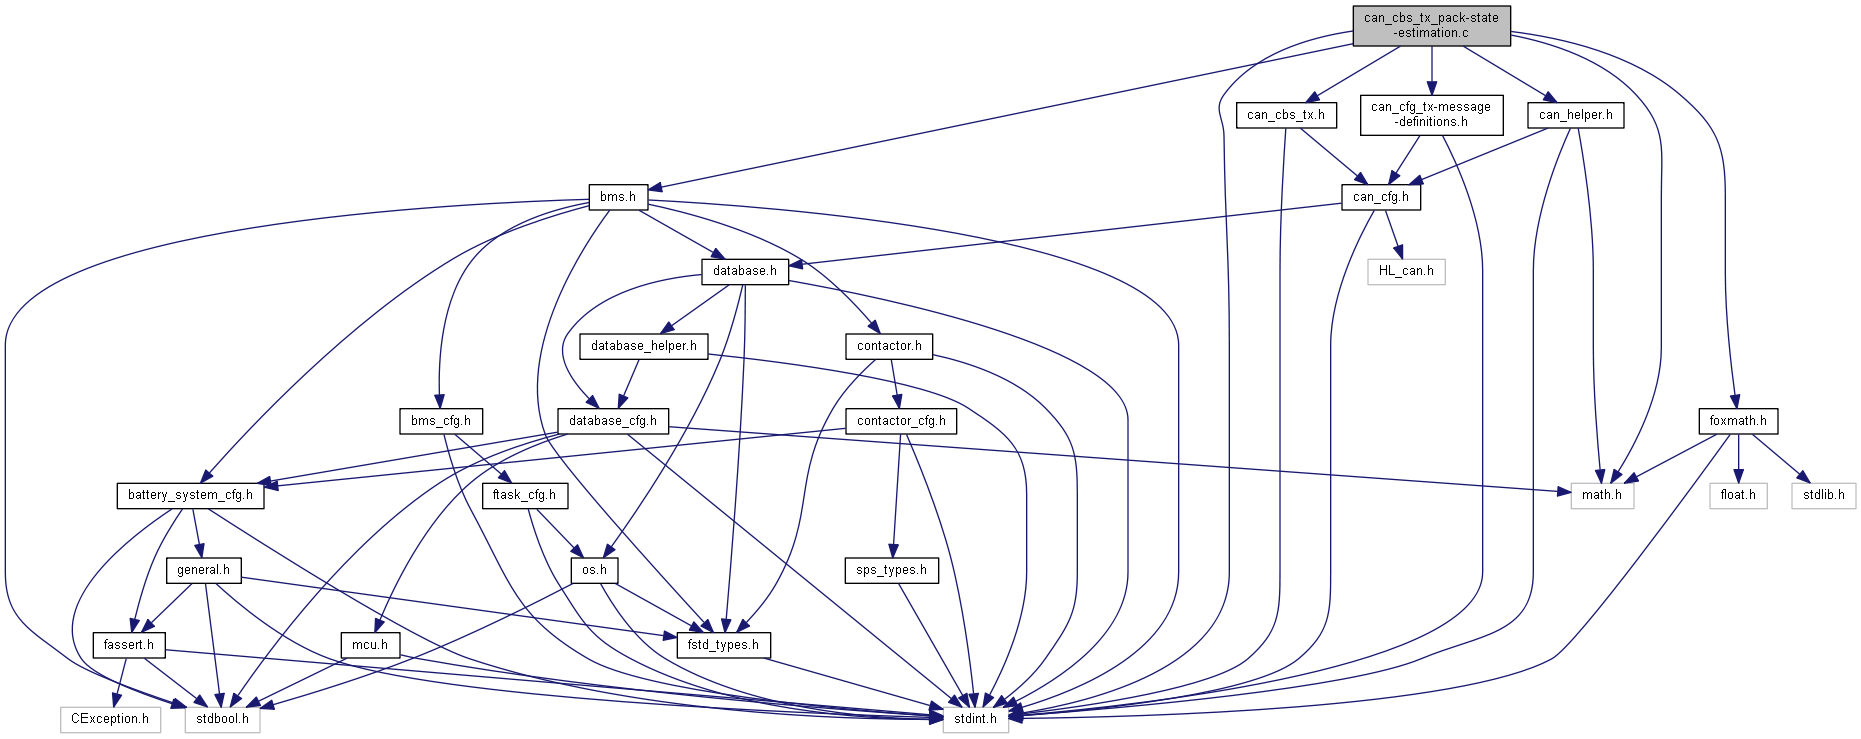 can_cbs_tx_pack-state
-estimation.c
can_cbs_tx.h
can_cfg_tx-message
-definitions.h
can_helper.h
bms.h
can_cfg.h
database.h
HL_can.h
database_helper.h
contactor.h
bms_cfg.h
database_cfg.h
contactor_cfg.h
foxmath.h
battery_system_cfg.h
ftask_cfg.h
math.h
float.h
stdlib.h
general.h
os.h
sps_types.h
fassert.h
mcu.h
fstd_types.h
CException.h
stdbool.h
stdint.h